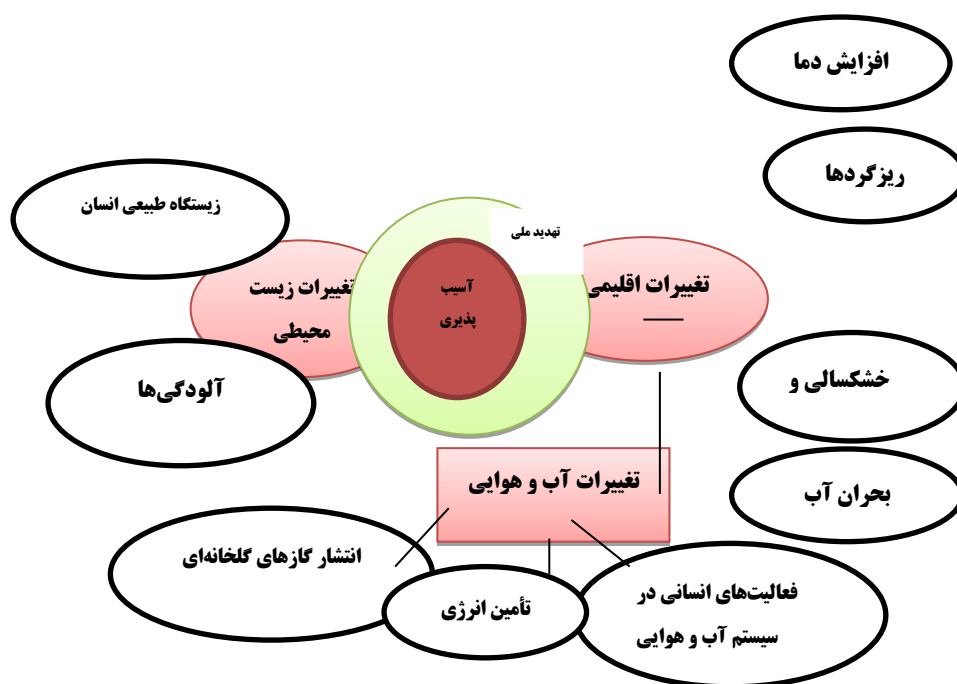 افزایش دما
ریزگردها
زیستگاه طبیعی انسان
تهدید ملی
تغییرات اقلیمی
آسیب
پذیری
تغییرات زیست
محیطی
خشکسالی و
آلودگی‌ها
تغییرات آب و هوایی
بحران آب
انتشار گازهای گلخانه‌ای
تأمین انرژی
فعالیت‌های انسانی در
سیستم آب و هوایی